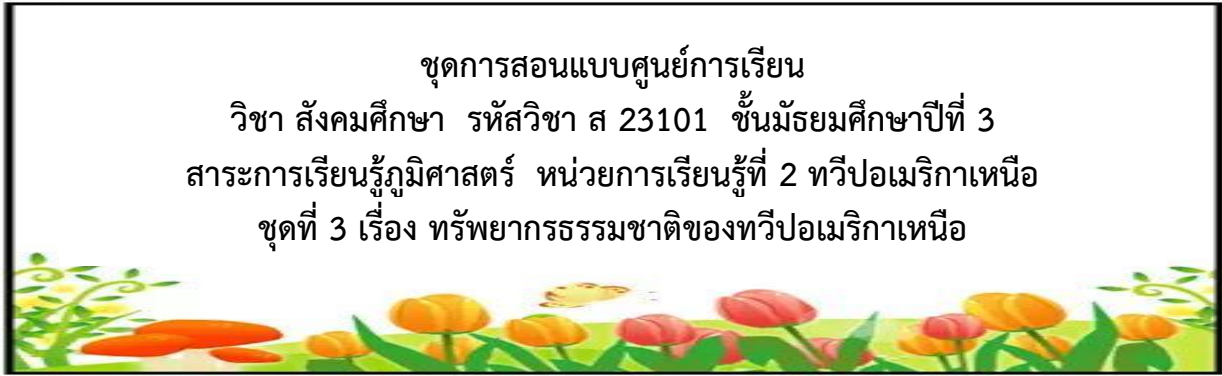 ชุดการสอนแบบศูนย์การเรียน
วิชา สังคมศึกษา รหัสวิชา ส 23101 ชั้นมัธยมศึกษาปีที่ 3
สาระการเรียนรู้ภูมิศาสตร์ หน่วยการเรียนรู้ที่ 2 ทวีปอเมริกาเหนือ
ชุดที่ 3 เรื่อง ทรัพยากรธรรมชาติของทวีปอเมริกาเหนือ